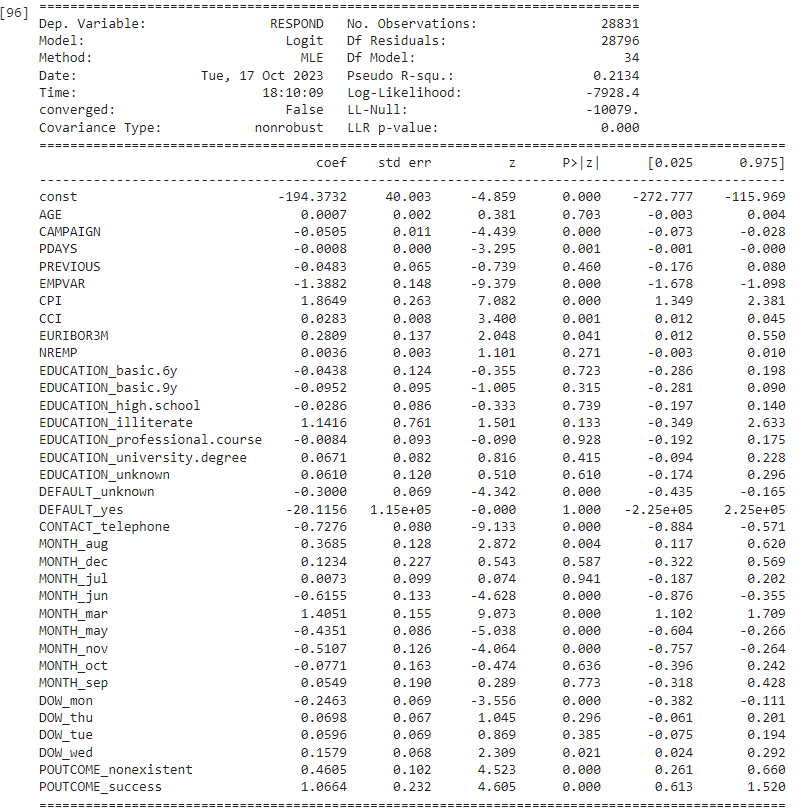 [96]
==============================================================================
Dep. Variable: RESPOND No. Observations: 28831
Model: Logit Df Residuals: 28796
Method: MLE Df Model: 34
Date: Tue, 17 Oct 2023 Pseudo R-squ.: 0.2134
Time: 18:10:09 Log-Likelihood: -7928.4
converged: False LL-Null: -10079.
Covariance Type: nonrobust LLR p-value: 0.000
=================================================================================================
coef std err z P>|z| [0.025 0.975]
-------------------------------------------------------------------------------------------------
const -194.3732 40.003 -4.859 0.000 -272.777 -115.969
AGE 0.0007 0.002 0.381 0.703 -0.003 0.004
CAMPAIGN -0.0505 0.011 -4.439 0.000 -0.073 -0.028
PDAYS -0.0008 0.000 -3.295 0.001 -0.001 -0.000
PREVIOUS -0.0483 0.065 -0.739 0.460 -0.176 0.080
EMPVAR -1.3882 0.148 -9.379 0.000 -1.678 -1.098
CPI 1.8649 0.263 7.082 0.000 1.349 2.381
CCI 0.0283 0.008 3.400 0.001 0.012 0.045
EURIBOR3M 0.2809 0.137 2.048 0.041 0.012 0.550
NREMP 0.0036 0.003 1.101 0.271 -0.003 0.010
EDUCATION_basic.6y -0.0438 0.124 -0.355 0.723 -0.286 0.198
EDUCATION_basic.9y -0.0952 0.095 -1.005 0.315 -0.281 0.090
EDUCATION_high.school -0.0286 0.086 -0.333 0.739 -0.197 0.140
EDUCATION_illiterate 1.1416 0.761 1.501 0.133 -0.349 2.633
EDUCATION_professional.course -0.0084 0.093 -0.090 0.928 -0.192 0.175
EDUCATION_university.degree 0.0671 0.082 0.816 0.415 -0.094 0.228
EDUCATION_unknown 0.0610 0.120 0.510 0.610 -0.174 0.296
DEFAULT_unknown -0.3000 0.069 -4.342 0.000 -0.435 -0.165
DEFAULT_yes -20.1156 1.15e+05 -0.000 1.000 -2.25e+05 2.25e+05
CONTACT_telephone -0.7276 0.080 -9.133 0.000 -0.884 -0.571
MONTH_aug 0.3685 0.128 2.872 0.004 0.117 0.620
MONTH_dec 0.1234 0.227 0.543 0.587 -0.322 0.569
MONTH_jul 0.0073 0.099 0.074 0.941 -0.187 0.202
MONTH_jun -0.6155 0.133 -4.628 0.000 -0.876 -0.355
MONTH_mar 1.4051 0.155 9.073 0.000 1.102 1.709
MONTH_may -0.4351 0.086 -5.038 0.000 -0.604 -0.266
MONTH_nov -0.5107 0.126 -4.064 0.000 -0.757 -0.264
MONTH_oct -0.0771 0.163 -0.474 0.636 -0.396 0.242
MONTH_sep 0.0549 0.190 0.289 0.773 -0.318 0.428
DOW_mon -0.2463 0.069 -3.556 0.000 -0.382 -0.111
DOW_thu 0.0698 0.067 1.045 0.296 -0.061 0.201
DOW_tue 0.0596 0.069 0.869 0.385 -0.075 0.194
DOW_wed 0.1579 0.068 2.309 0.021 0.024 0.292
POUTCOME_nonexistent 0.4605 0.102 4.523 0.000 0.261 0.660
POUTCOME_success 1.0664 0.232 4.605 0.000 0.613 1.520
=================================================================================================